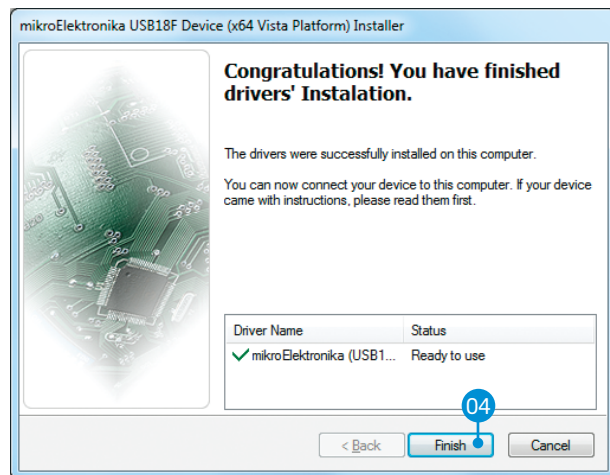 mikroElektronika USB18F Device (x64 Vista Platform) Installer
Congratulations! You have finished
drivers' Instalation.
The drivers were successfully installed on this computer.
You can now connect your device to this computer. If your device
came with instructions, please read them first.
Driver Name Status
mikroElektronika (USB1... Ready to use
04
< Back Finish Cancel